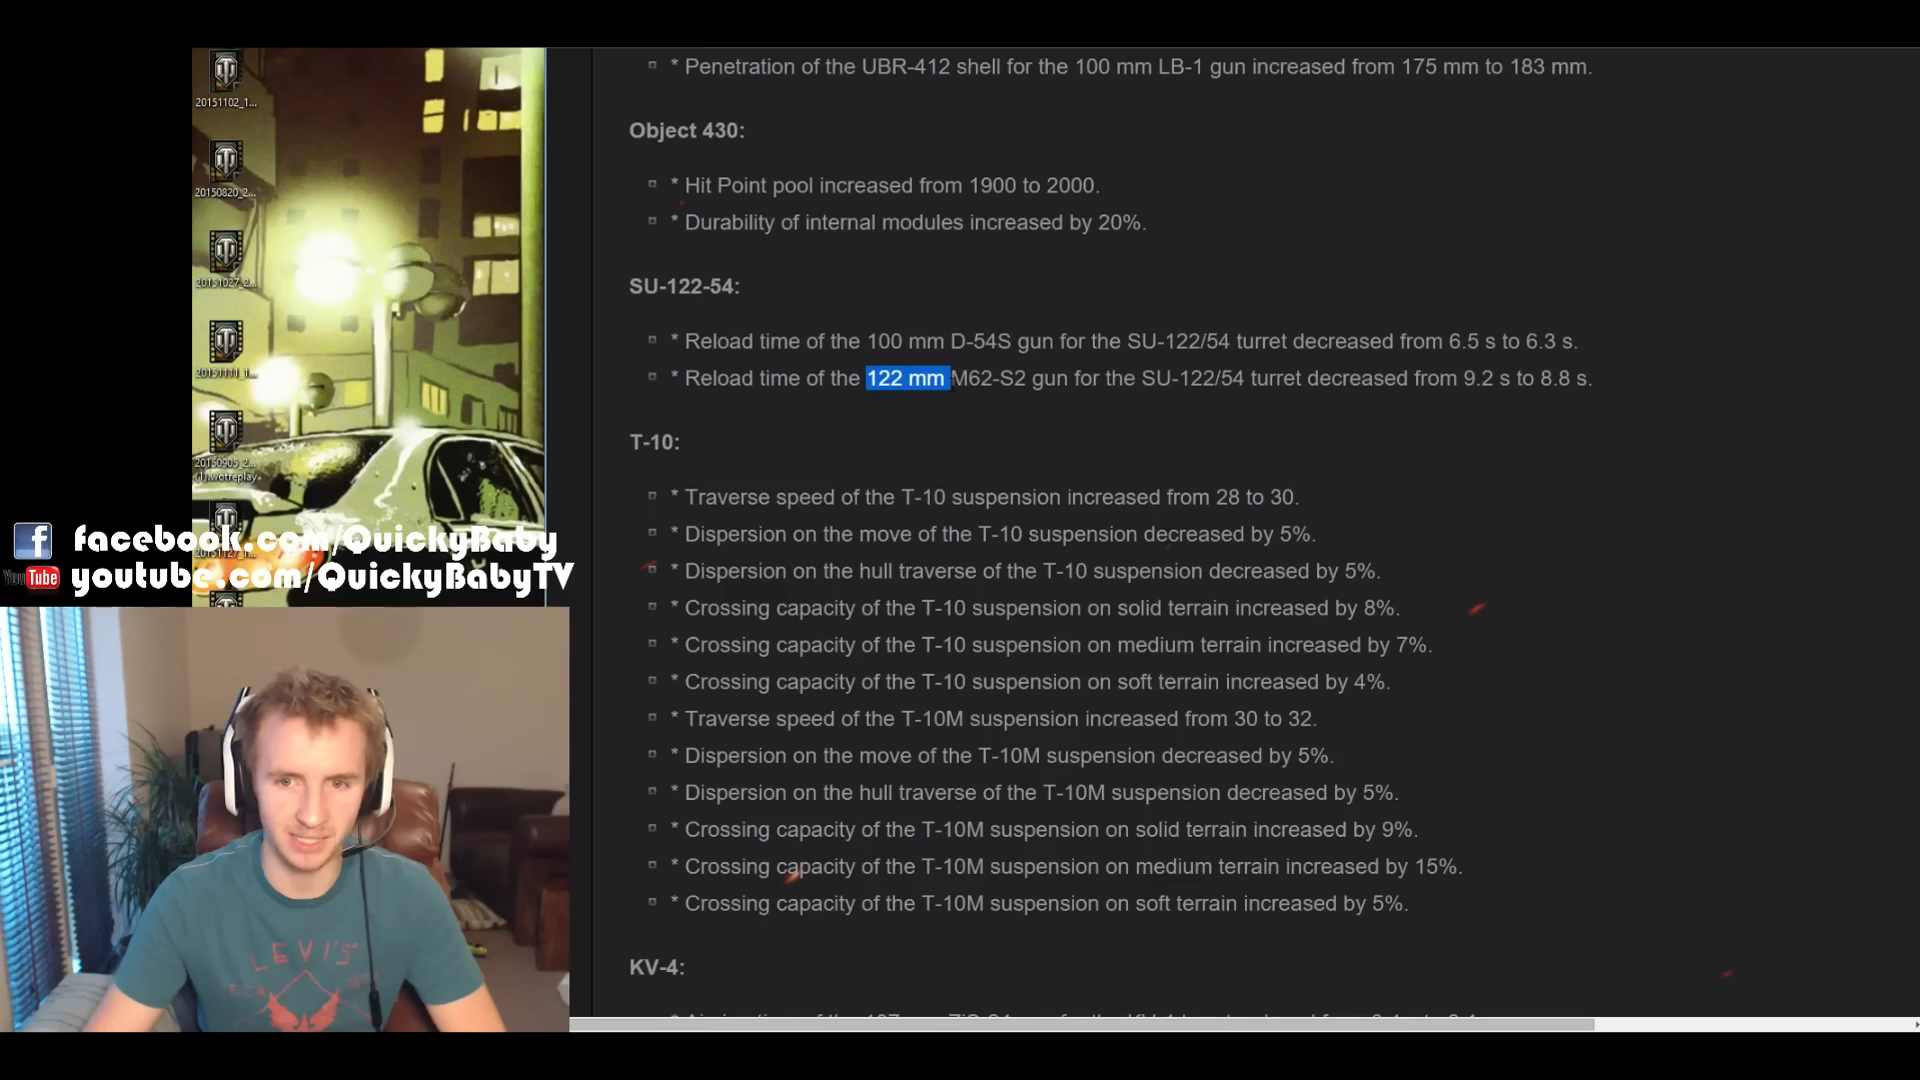 * Penetration of the UBR-412 shell for the 100 mm LB-1 gun increased from 175 mm to 183 mm.
Object 430:
* Hit Point pool increased from 1900 to 2000.
* Durability of internal modules increased by 20%.
SU-122-54:
* Reload time of the 100 mm D-54S gun for the SU-122/54 turret decreased from 6.5 s to 6.3 s.
* Reload time of the 122 mm M62-S2 gun for the SU-122/54 turret decreased from 9.2 s to 8.8 s.
T-10:
* Traverse speed of the T-10 suspension increased from 28 to 30.
* Dispersion on the move of the T-10 suspension decreased by 5%.
* Dispersion on the hull traverse of the T-10 suspension decreased by 5%.
* Crossing capacity of the T-10 suspension on solid terrain increased by 8%.
* Crossing capacity of the T-10 suspension on medium terrain increased by 7%.
* Crossing capacity of the T-10 suspension on soft terrain increased by 4%.
* Traverse speed of the T-10M suspension increased from 30 to 32.
* Dispersion on the move of the T-10M suspension decreased by 5%.
* Dispersion on the hull traverse of the T-10M suspension decreased by 5%.
* Crossing capacity of the T-10M suspension on solid terrain increased by 9%.
* Crossing capacity of the T-10M suspension on medium terrain increased by 15%.
* Crossing capacity of the T-10M suspension on soft terrain increased by 5%.
KV-4:
20151102_1...
20150820_2...
20151027_2...
20151111_1...
20150905_2...
(1).wotreplay
f facebook.com/QuickyBaby
YouTube youtube.com/QuickyBabyTV
LEVI'S